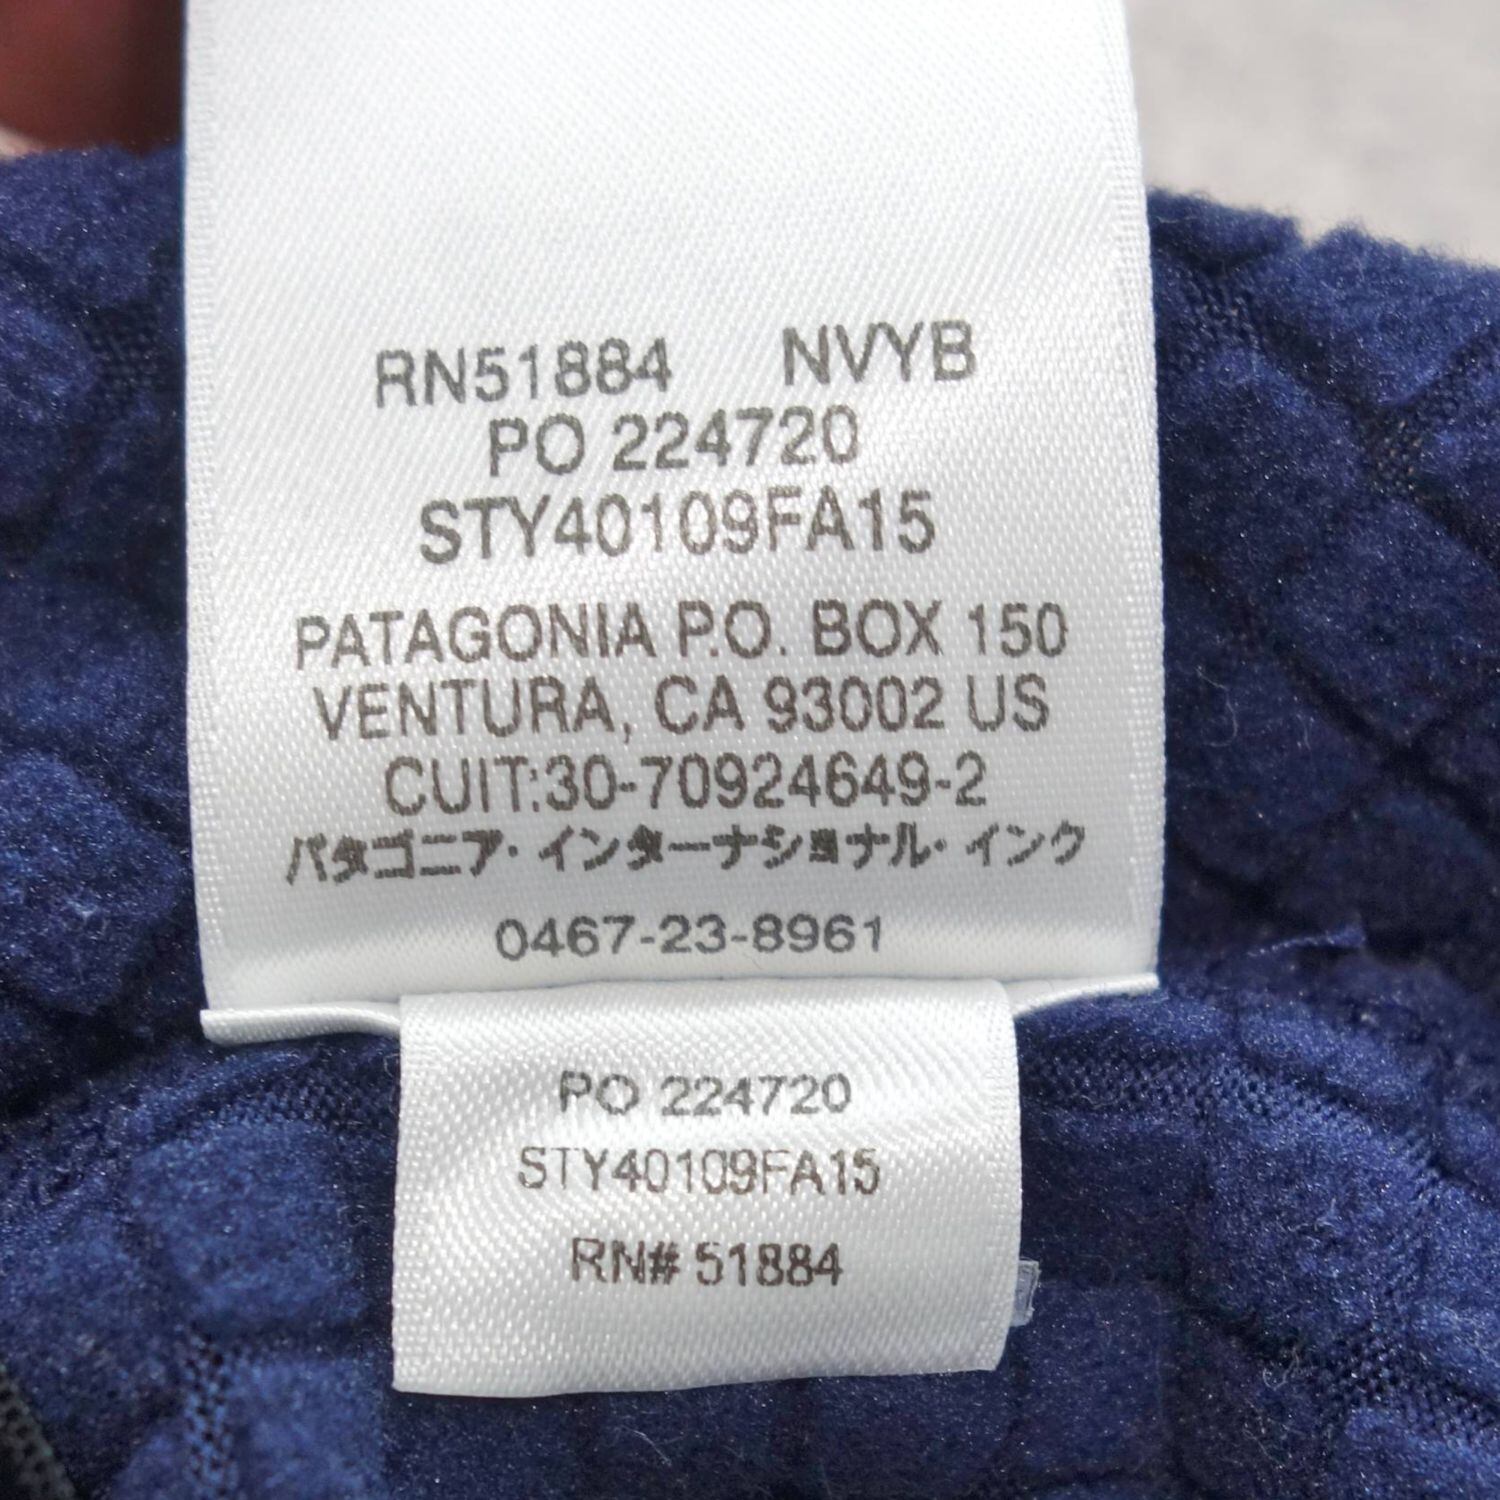 RN51884 NVYB
PO 224720
STY40109FA15
PATAGONIA P.O. BOX 150
VENTURA, CA 93002 US
CUIT:30-70924649-2
パタゴニア・インターナショナル・インク
0467-23-8961
PO 224720
STY40109FA15
RN# 51884